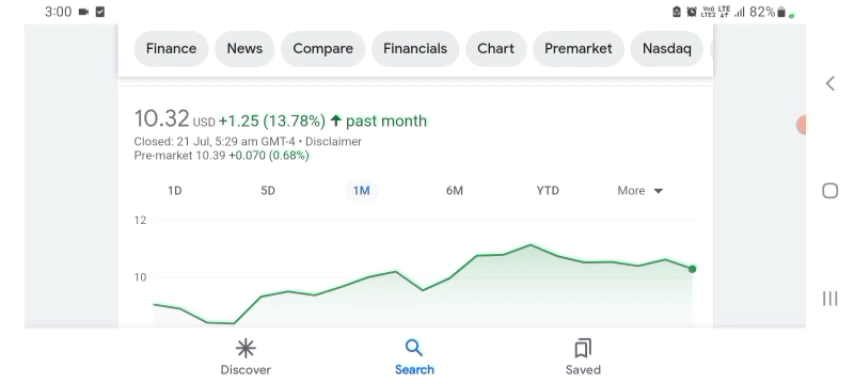 3:00 82%
Finance News Compare Financials Chart Premarket Nasdaq
10.32 USD +1.25 (13.78%) ↑ past month
Closed: 21 Jul, 5:29 am GMT-4 • Disclaimer
Pre-market 10.39 +0.070 (0.68%)
1D 5D 1M 6M YTD More
12
10
Discover Search Saved